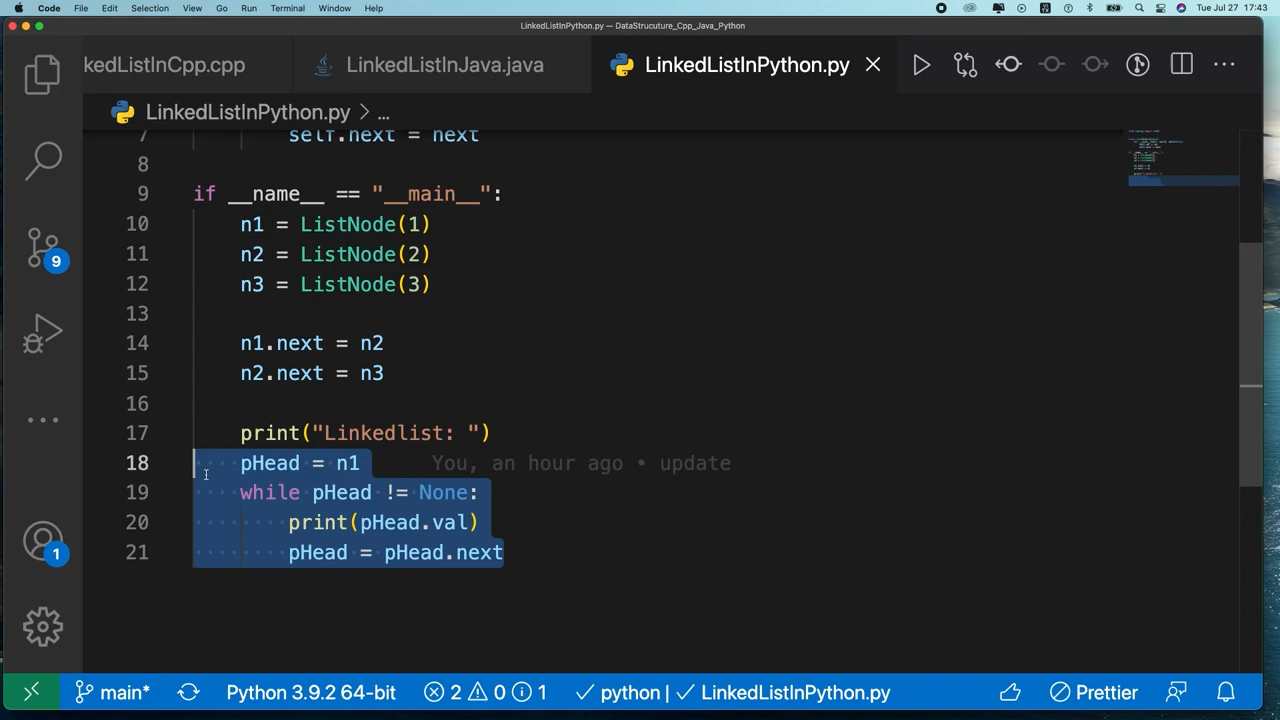 Code File Edit Selection View Go Run Terminal Window Help Tue Jul 27 17:43
LinkedListInPython.py — DataStrucuture_Cpp_Java_Python
kedListInCpp.cpp LinkedListInJava.java LinkedListInPython.py
LinkedListInPython.py > ...
7 self.next = next
8
9 if __name__ == "__main__":
10 n1 = ListNode(1)
11 n2 = ListNode(2)
12 n3 = ListNode(3)
13
14 n1.next = n2
15 n2.next = n3
16
17 print("Linkedlist: ")
18 pHead = n1 You, an hour ago • update
19 while pHead != None:
20 print(pHead.val)
21 pHead = pHead.next
9
1
main* Python 3.9.2 64-bit 2 0 1 python | LinkedListInPython.py Prettier